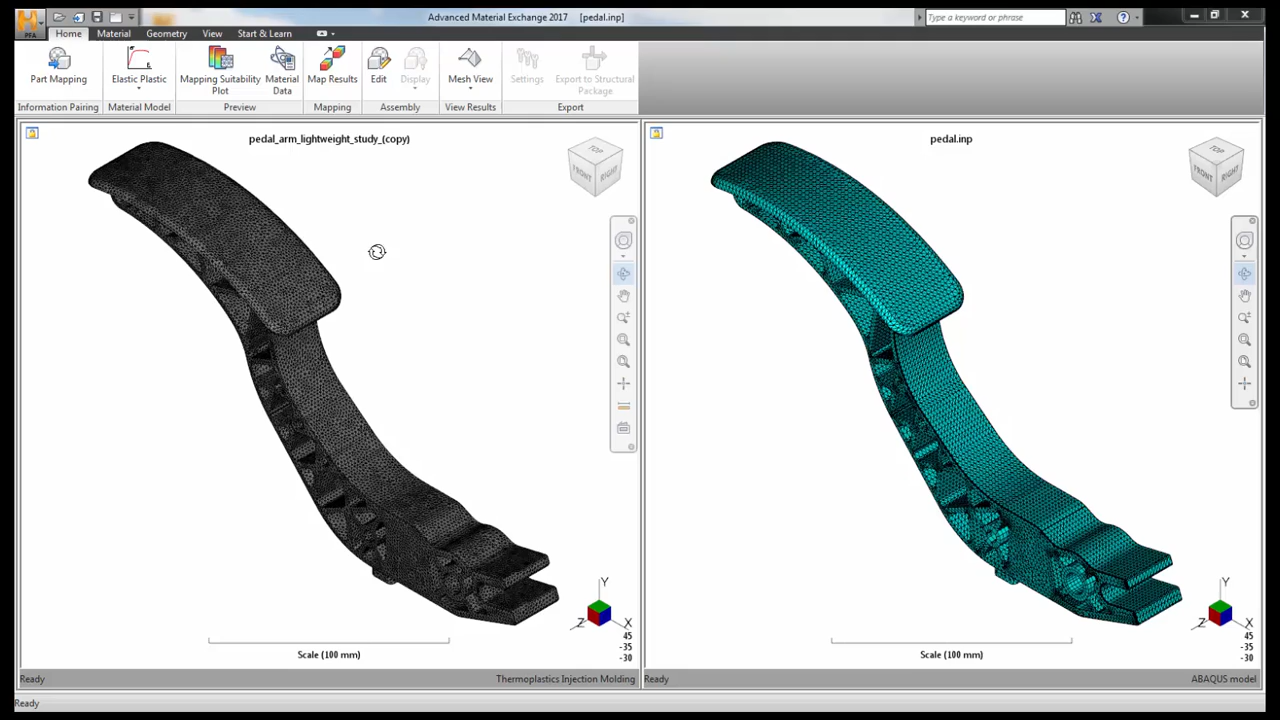 Advanced Material Exchange 2017 [pedal.inp]
Type a keyword or phrase
PFA
Home Material Geometry View Start & Learn
Part Mapping
Elastic Plastic
Mapping Suitability Plot
Material Data
Map Results
Edit
Display
Mesh View
Settings
Export to Structural Package
Information Pairing Material Model Preview Mapping Assembly View Results Export
pedal_arm_lightweight_study_(copy)
TOP
FRONT RIGHT
Y
Z X
45
-35
-30
Scale (100 mm)
Ready Thermoplastics Injection Molding
pedal.inp
TOP
FRONT RIGHT
Y
Z X
45
-35
-30
Scale (100 mm)
Ready ABAQUS model
Ready